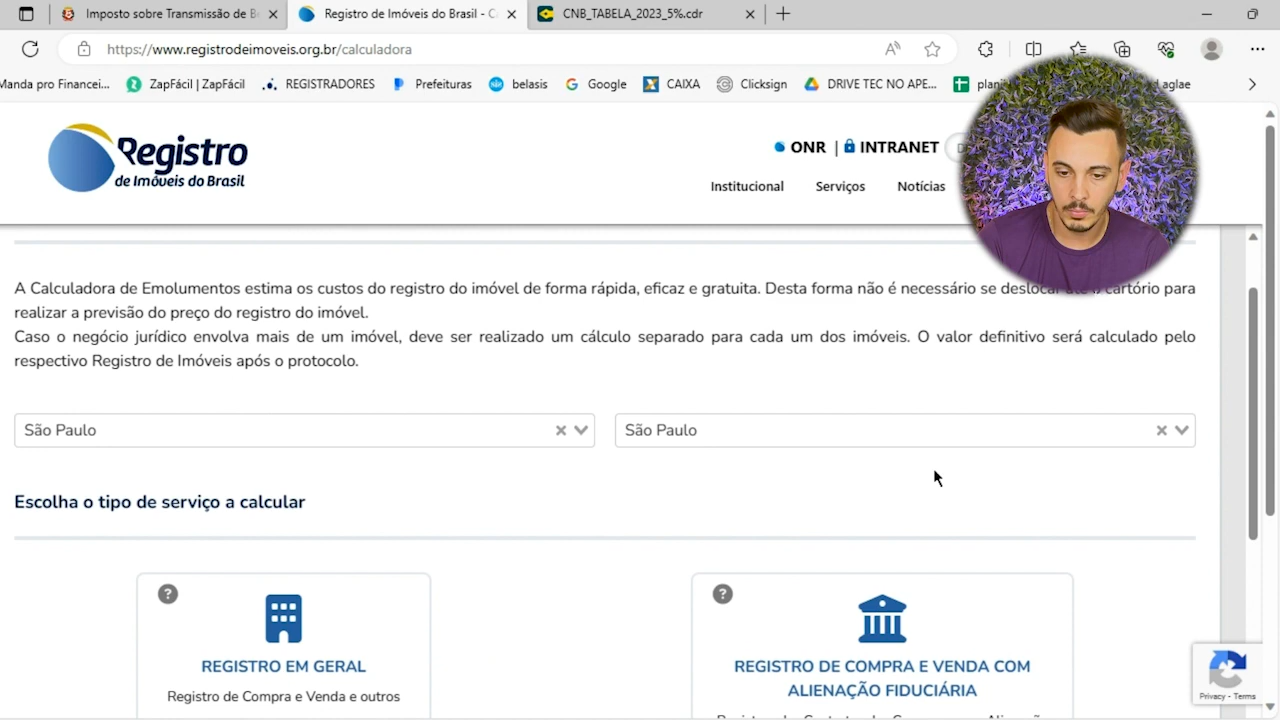 Imposto sobre Transmissão de Be
Registro de Imóveis do Brasil - C
CNB_TABELA_2023_5%.cdr
https://www.registrodeimoveis.org.br/calculadora
Manda pro Financei...
ZapFácil | ZapFácil
REGISTRADORES
Prefeituras
belasis
Google
CAIXA
Clicksign
DRIVE TEC NO APE...
aglae
Registro
de Imóveis do Brasil
ONR | INTRANET
Institucional
Serviços
Notícias
A Calculadora de Emolumentos estima os custos do registro do imóvel de forma rápida, eficaz e gratuita. Desta forma não é necessário se cartório para
realizar a previsão do preço do registro do imóvel.
Caso o negócio jurídico envolva mais de um imóvel, deve ser realizado um cálculo separado para cada um dos imóveis. O valor definitivo será calculado pelo
respectivo Registro de Imóveis após o protocolo.
São Paulo
São Paulo
Escolha o tipo de serviço a calcular
?
REGISTRO EM GERAL
Registro de Compra e Venda e outros
?
REGISTRO DE COMPRA E VENDA COM
ALIENAÇÃO FIDUCIÁRIA
Privacy - Terms